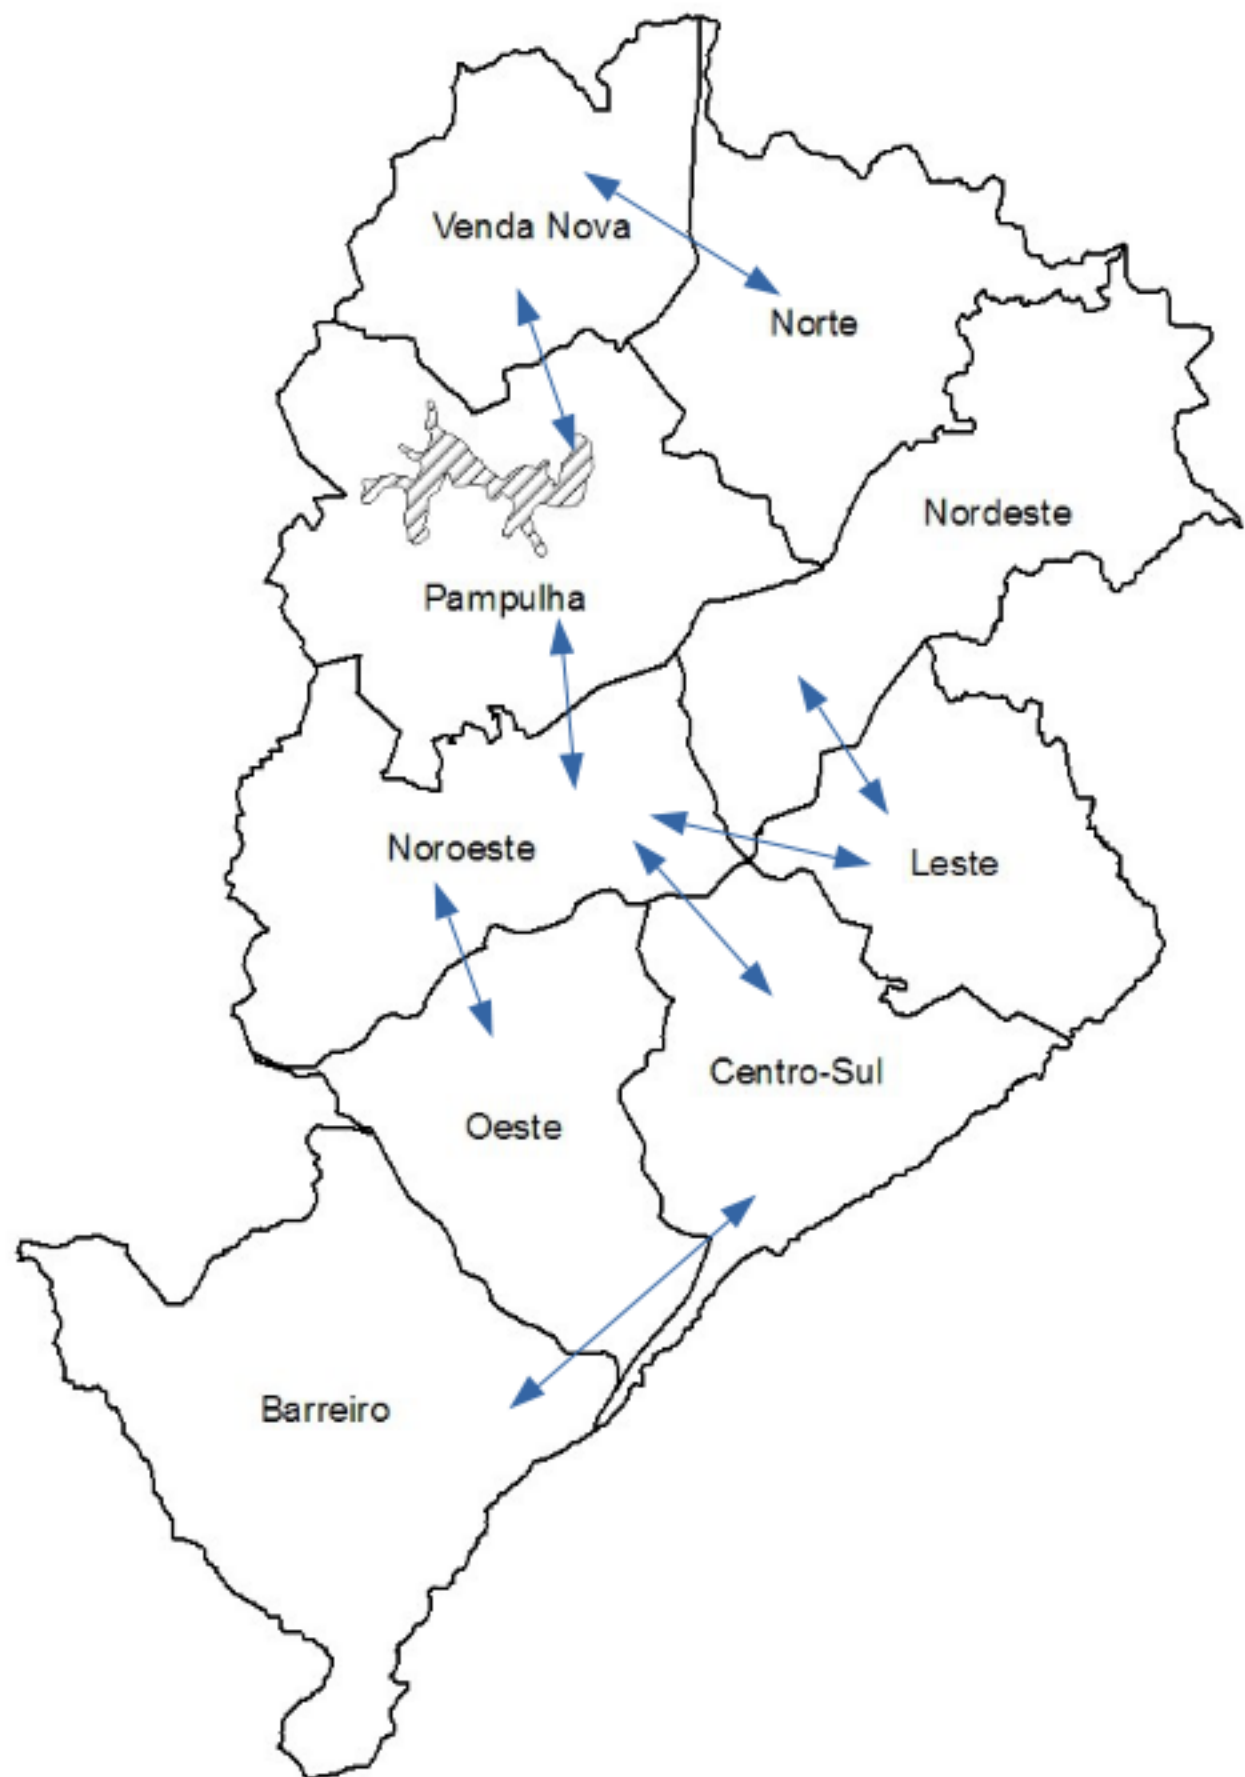 Venda Nova
Norte
Nordeste
Pampulha
Noroeste
Leste
Centro-Sul
Oeste
Barreiro